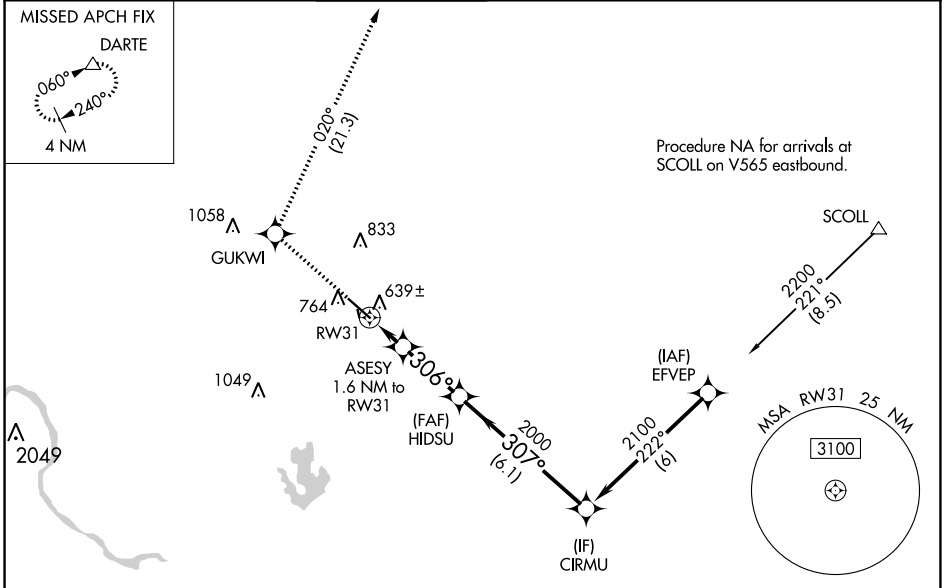 MISSED APCH FIX
DARTE
060°
240°
4 NM
020°
(21.3)
Procedure NA for arrivals at
SCOLL on V565 eastbound.
SCOLL
1058
833
GUKWI
2200
221°
(8.5)
764
639±
RW31
ASESY
1.6 NM to
RW31
306°
(IAF)
EFVEP
1049
(FAF)
HIDSU
2000
307°
(6.1)
2100
222°
(6)
MSA RW31 25 NM
3100
2049
(IF)
CIRMU